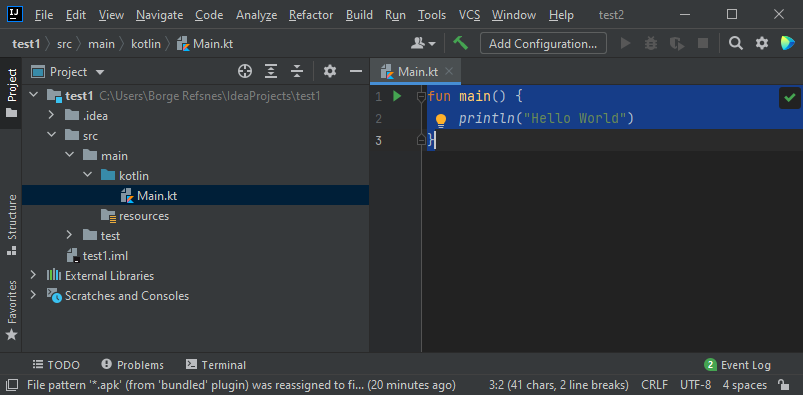 IJ File Edit View Navigate Code Analyze Refactor Build Run Tools VCS Window Help test2
test1 src main kotlin Main.kt Add Configuration...
Project Main.kt
Project
test1 C:\Users\Borge Refsnes\IdeaProjects\test1
.idea
src
main
kotlin
Main.kt
resources
test
test1.iml
External Libraries
Scratches and Consoles
Structure
Favorites
1 fun main() {
2 println("Hello World")
3 }
TODO Problems Terminal 2 Event Log
File pattern '*.apk' (from 'bundled' plugin) was reassigned to fi... (20 minutes ago) 3:2 (41 chars, 2 line breaks) CRLF UTF-8 4 spaces